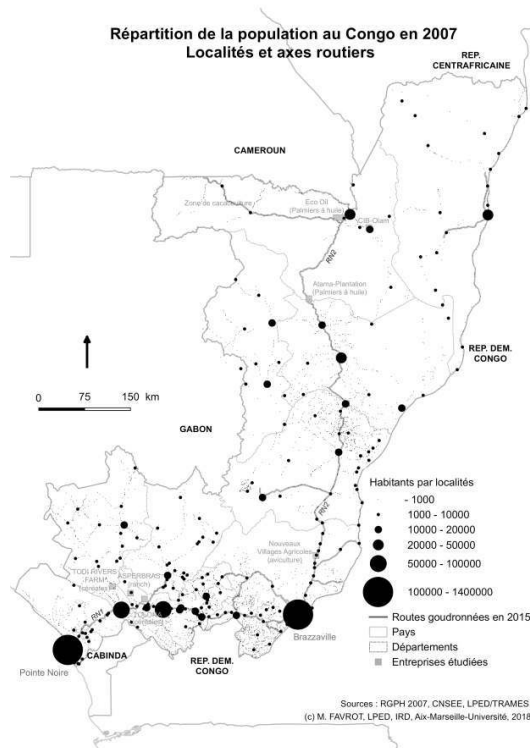 Répartition de la population au Congo en 2007
Localités et axes routiers
REP.
CENTRAFRICAINE
CAMEROUN
Zone de cacaoculture
Eco Oil
(Palmiers à huile)
CIB-Olam
RN2
Atama-Plantation
(Palmiers à huile)
REP. DEM.
CONGO
0 75 150 km
GABON
Habitants par localités
- 1000
1000 - 10000
10000 - 20000
20000 - 50000
50000 - 100000
100000 - 1400000
RN2
Nouveaux
Villages Agricoles
(aviculture)
TODI RIVERS
FARM
ASPERBRAS
(ranch)
RN1
Brazzaville
Pointe Noire
CABINDA
REP. DEM.
CONGO
Routes goudronnées en 2015
Pays
Départements
Entreprises étudiées
Sources : RGPH 2007, CNSEE, LPED/TRAMES
(c) M. FAVROT, LPED, IRD, Aix-Marseille-Université, 2018